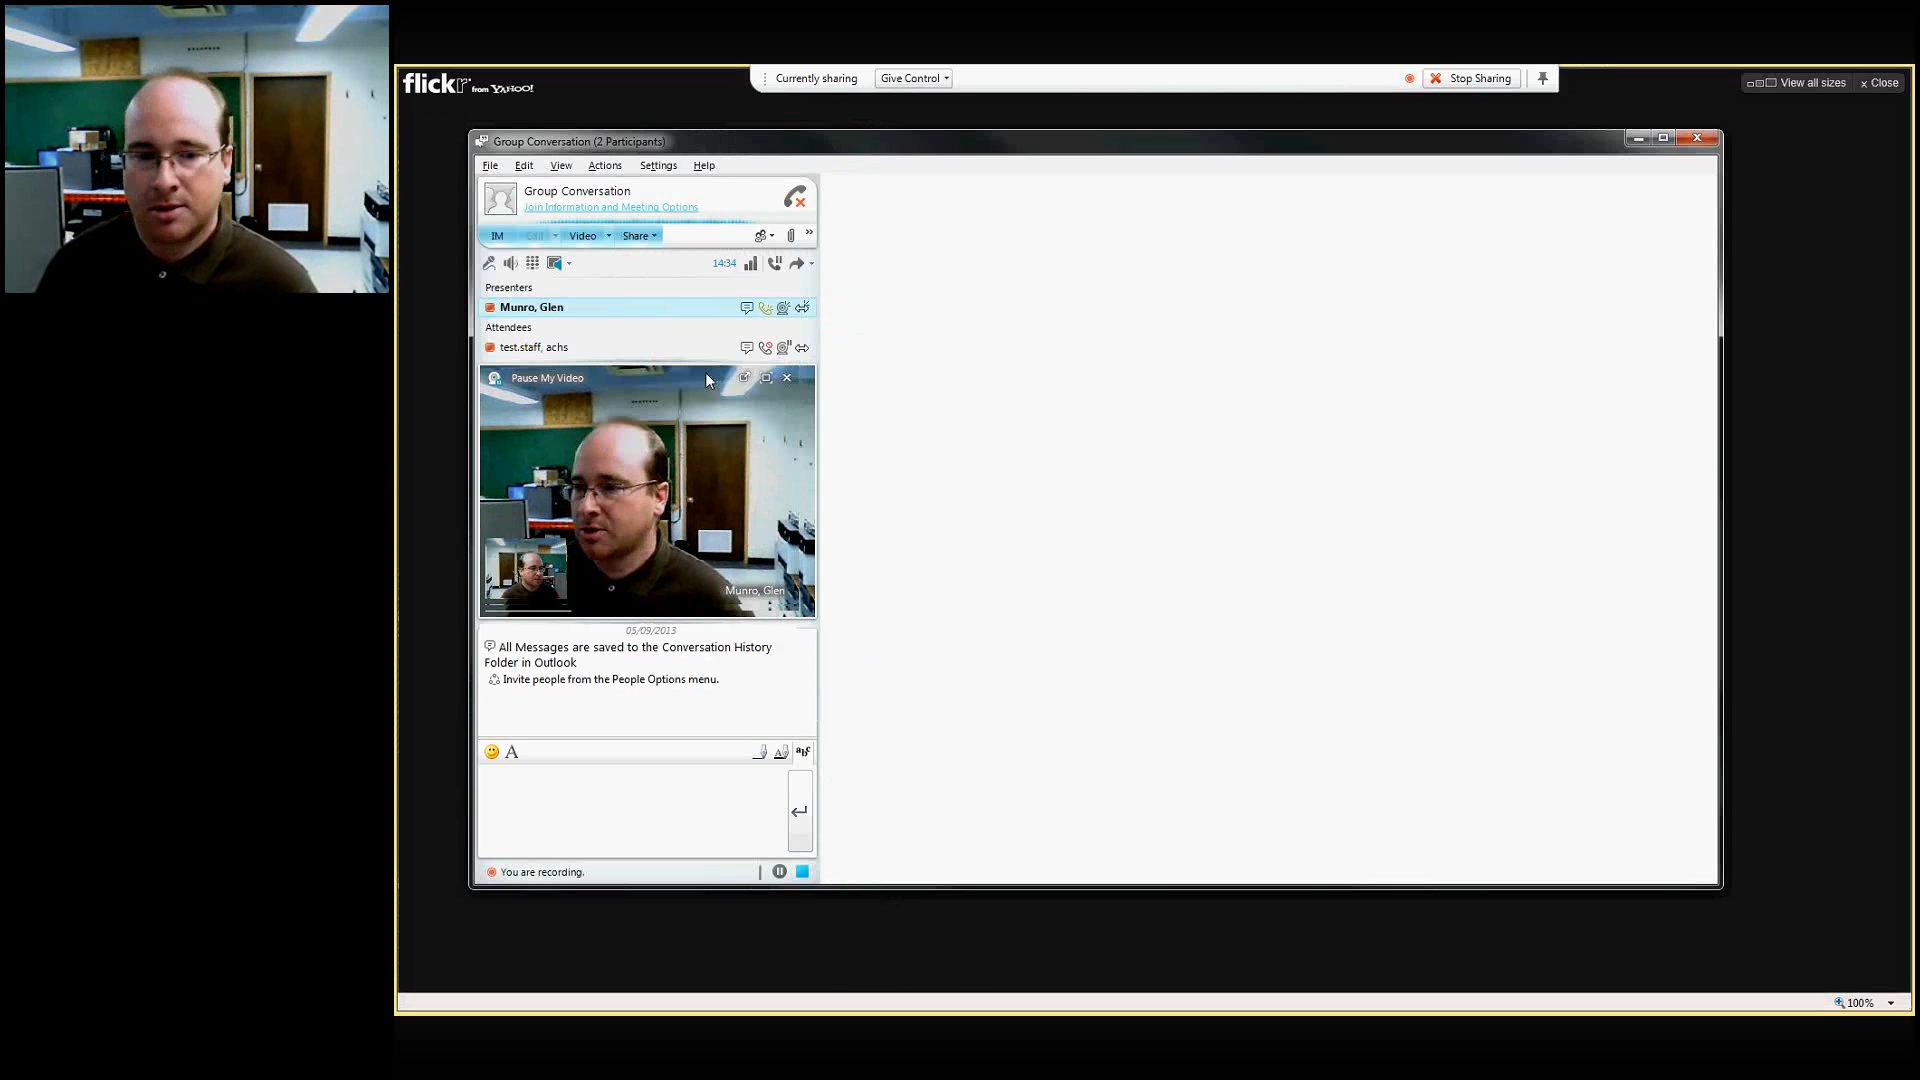 flickr from YAHOO!
Currently sharing Give Control Stop Sharing
View all sizes x Close
Group Conversation (2 Participants)
File Edit View Actions Settings Help
Group Conversation
Join Information and Meeting Options
IM Call Video Share
14:34
Presenters
Munro, Glen
Attendees
test.staff, achs
Pause My Video
Munro, Glen
05/09/2013
All Messages are saved to the Conversation History
Folder in Outlook
Invite people from the People Options menu.
A A abc
You are recording.
100%